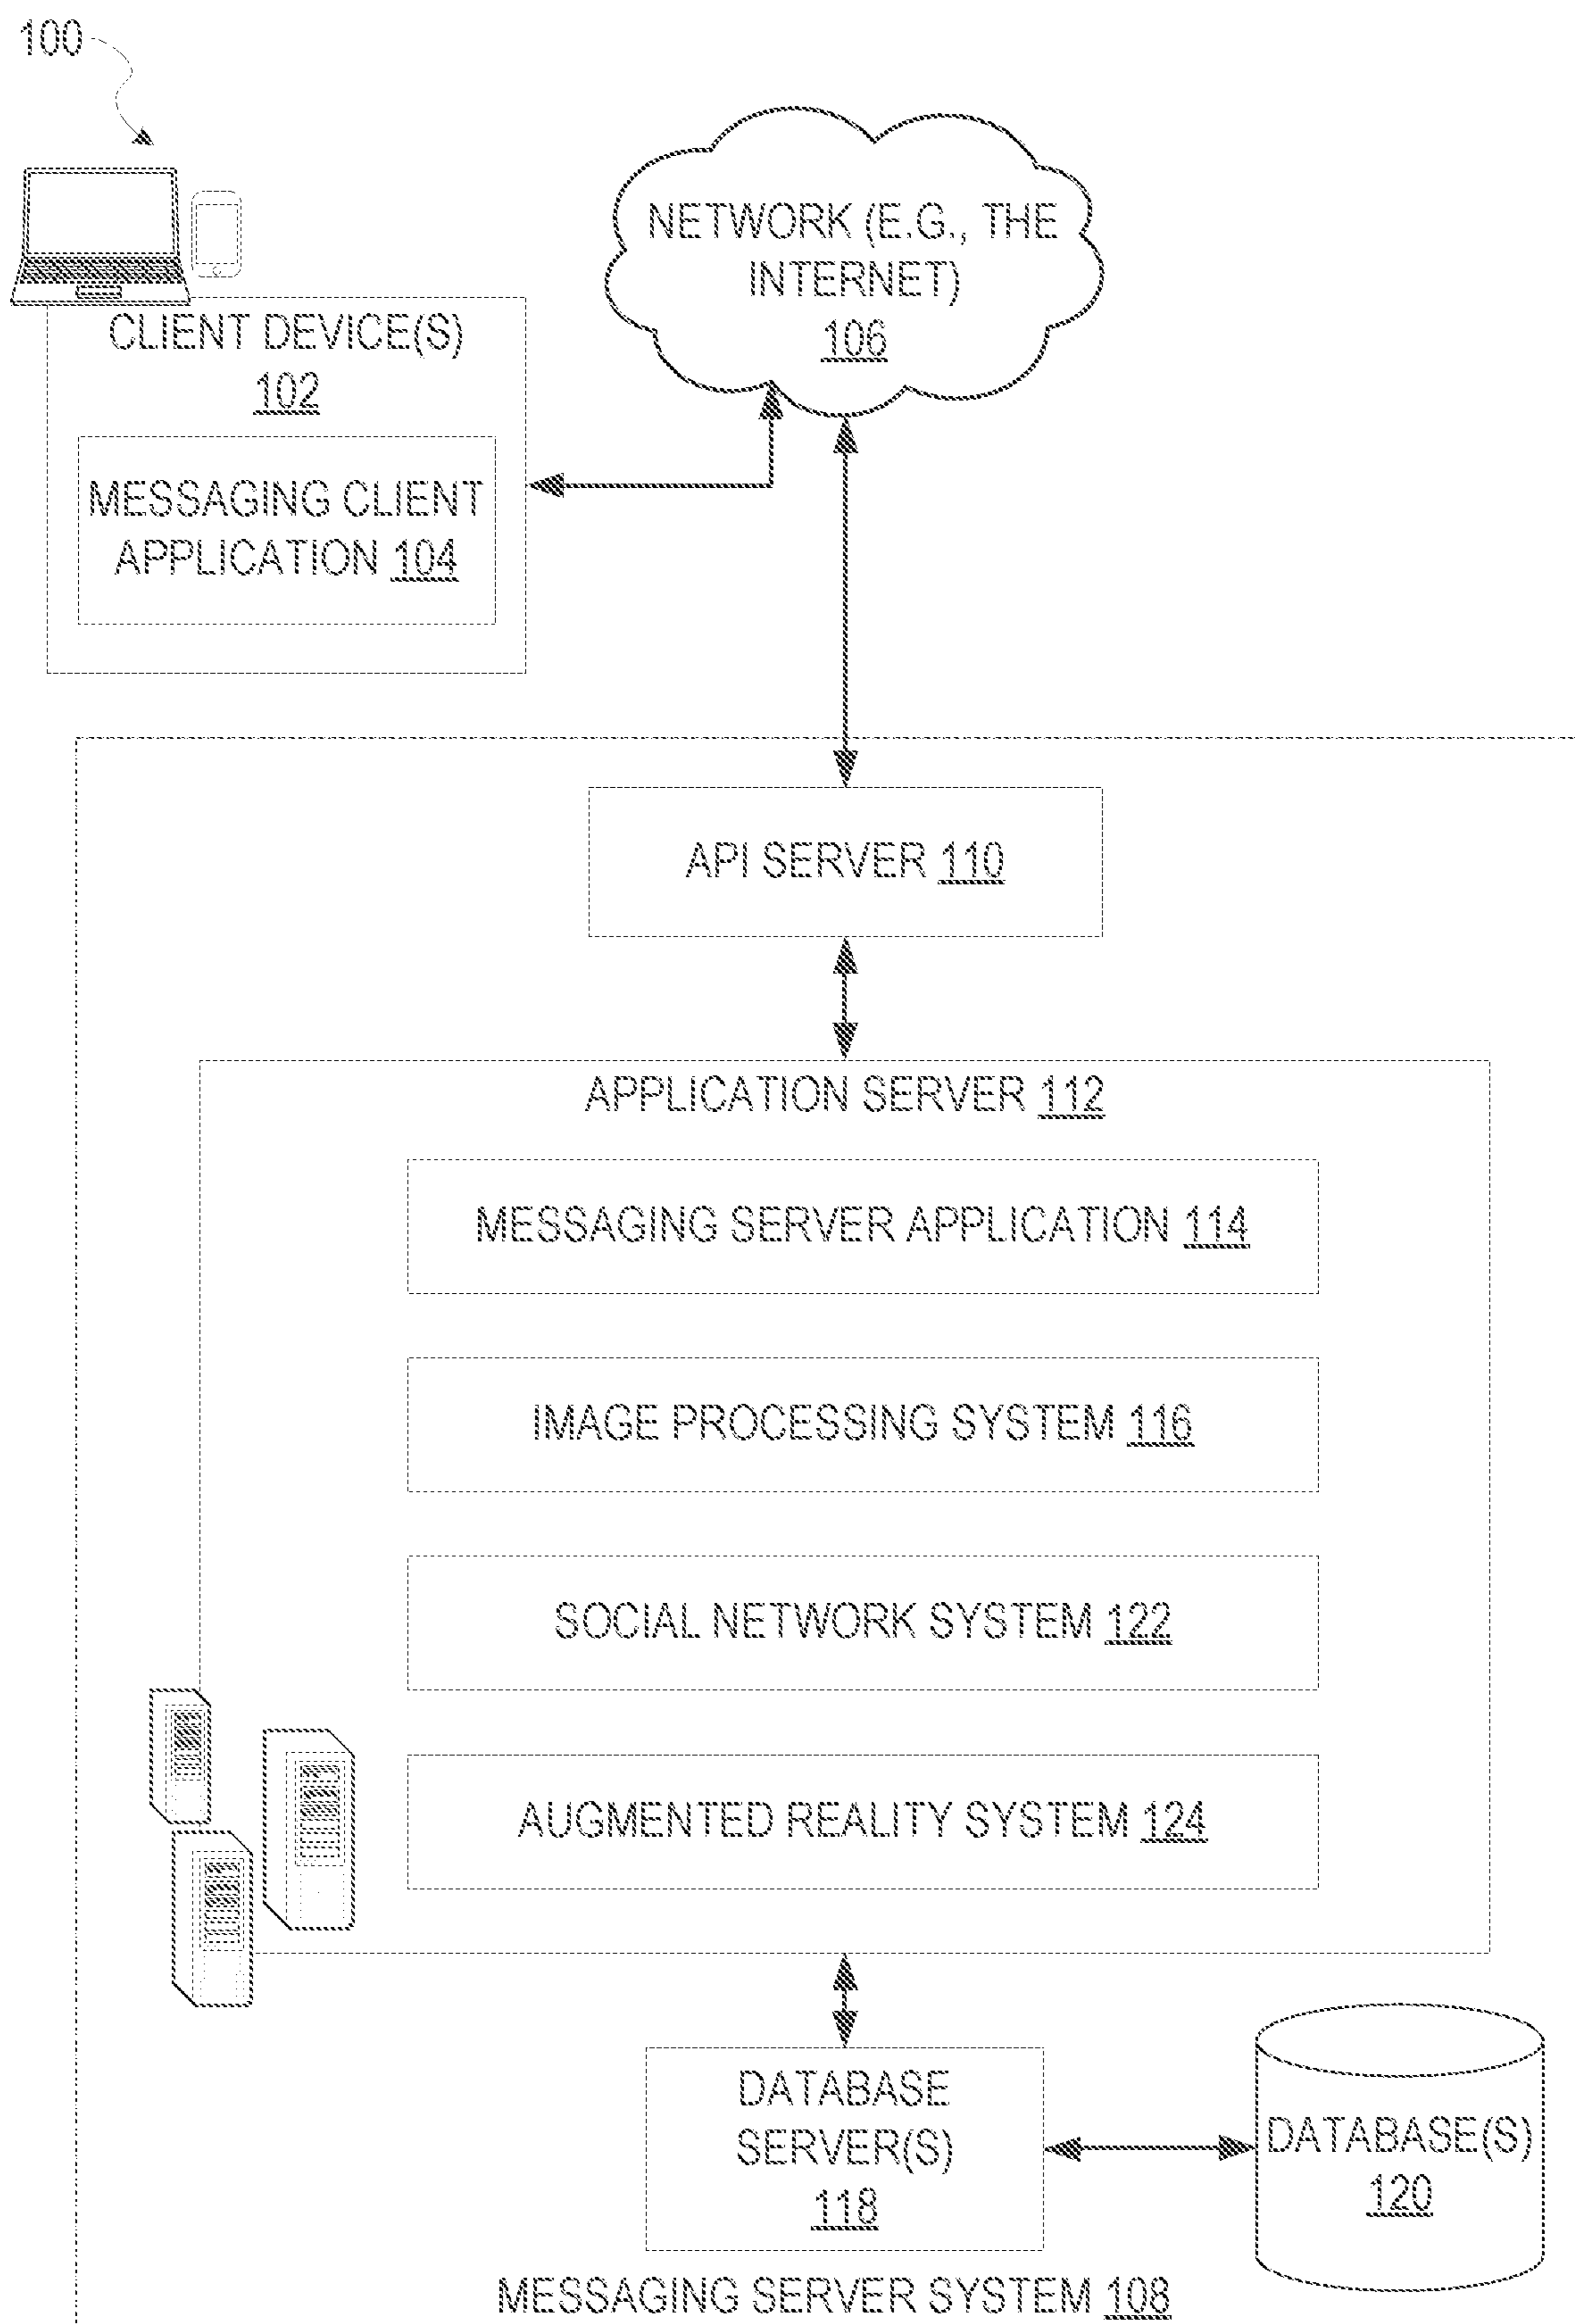 100
NETWORK (E.G., THE
INTERNET)
106
CLIENT DEVICE(S)
102
MESSAGING CLIENT
APPLICATION 104
API SERVER 110
APPLICATION SERVER 112
MESSAGING SERVER APPLICATION 114
IMAGE PROCESSING SYSTEM 116
SOCIAL NETWORK SYSTEM 122
AUGMENTED REALITY SYSTEM 124
DATABASE
SERVER(S)
118
DATABASE(S)
120
MESSAGING SERVER SYSTEM 108